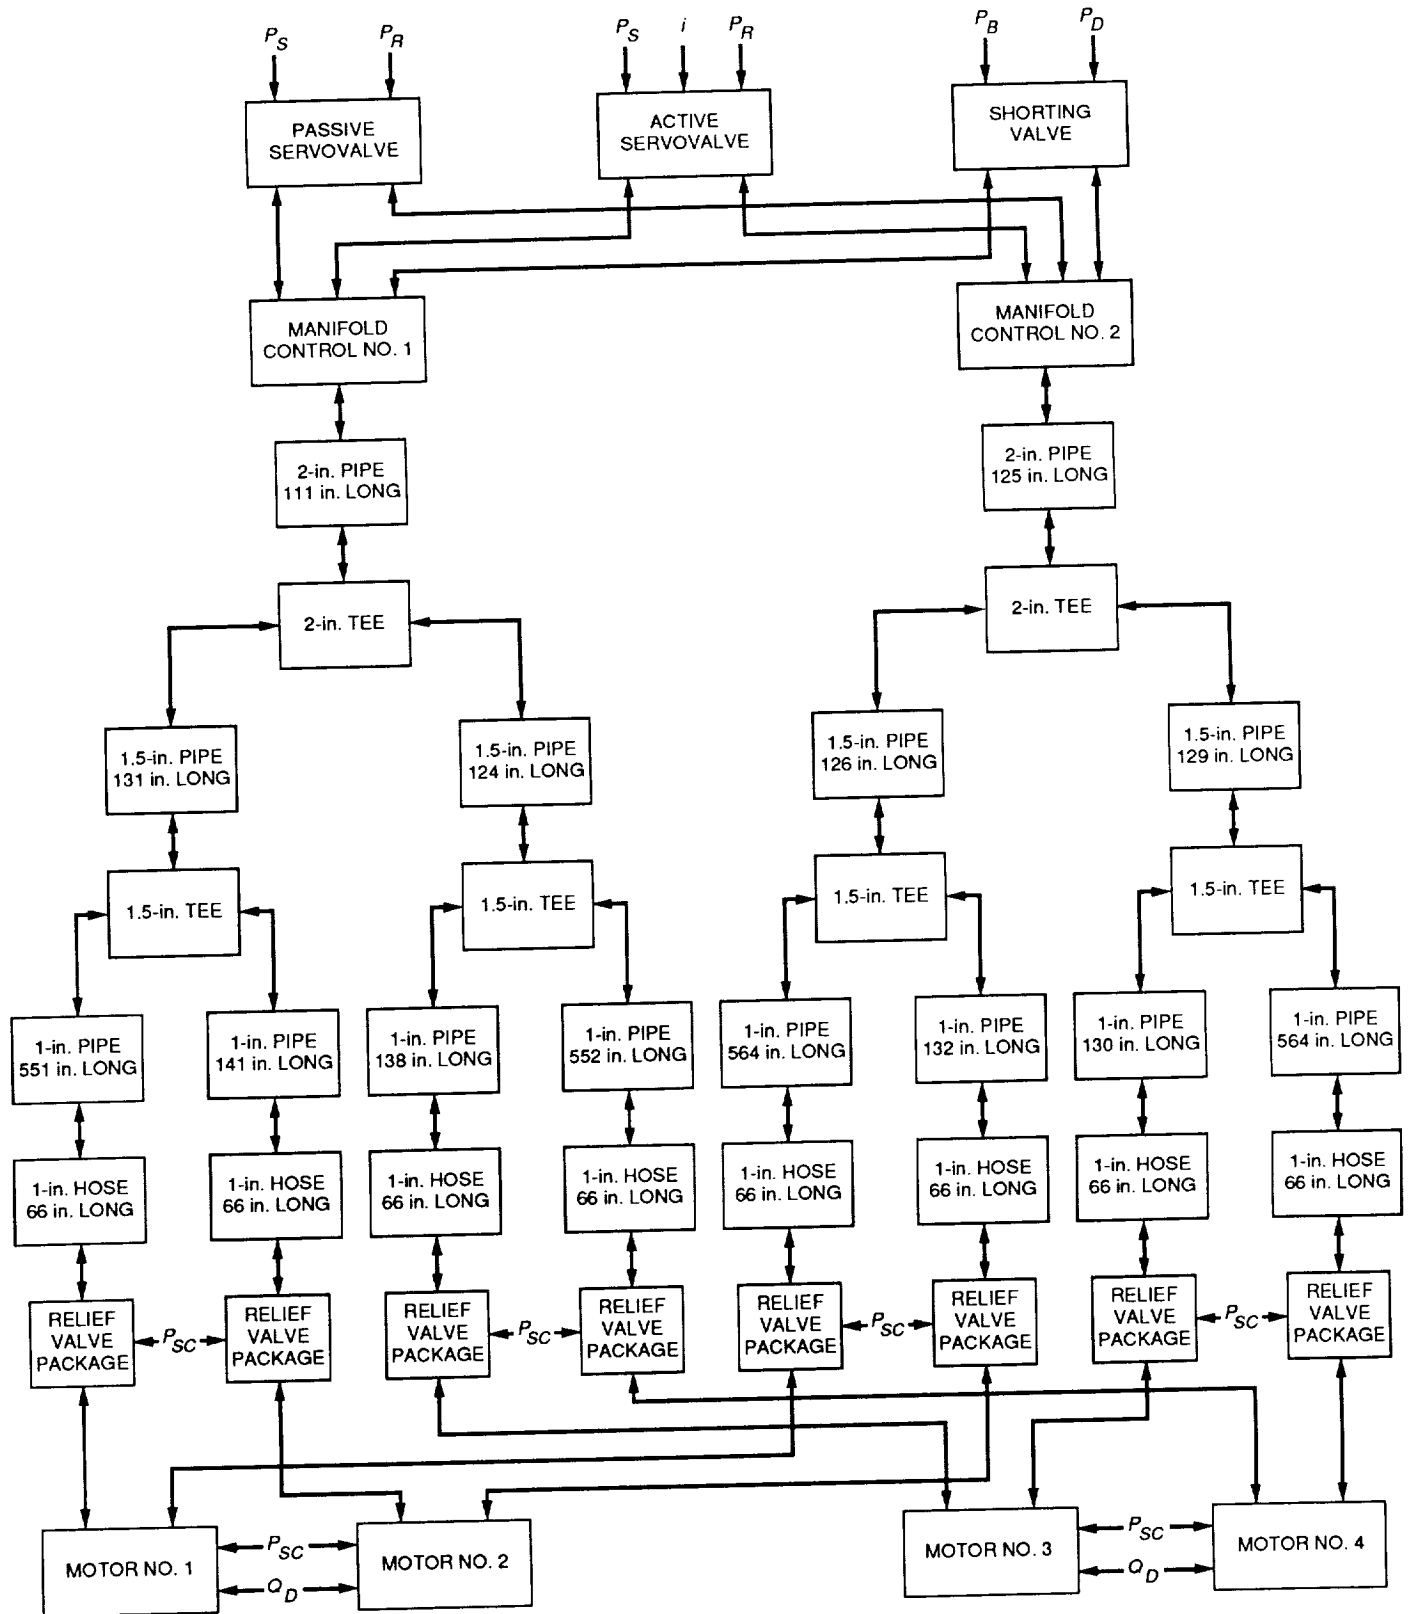 P_S
P_R
P_S
i
P_R
P_B
P_D
PASSIVE
SERVOVALVE
ACTIVE
SERVOVALVE
SHORTING
VALVE
MANIFOLD
CONTROL NO. 1
MANIFOLD
CONTROL NO. 2
2-in. PIPE
111 in. LONG
2-in. PIPE
125 in. LONG
2-in. TEE
2-in. TEE
1.5-in. PIPE
131 in. LONG
1.5-in. PIPE
124 in. LONG
1.5-in. PIPE
126 in. LONG
1.5-in. PIPE
129 in. LONG
1.5-in. TEE
1.5-in. TEE
1.5-in. TEE
1.5-in. TEE
1-in. PIPE
551 in. LONG
1-in. PIPE
141 in. LONG
1-in. PIPE
138 in. LONG
1-in. PIPE
552 in. LONG
1-in. PIPE
564 in. LONG
1-in. PIPE
132 in. LONG
1-in. PIPE
130 in. LONG
1-in. PIPE
564 in. LONG
1-in. HOSE
66 in. LONG
1-in. HOSE
66 in. LONG
1-in. HOSE
66 in. LONG
1-in. HOSE
66 in. LONG
1-in. HOSE
66 in. LONG
1-in. HOSE
66 in. LONG
1-in. HOSE
66 in. LONG
1-in. HOSE
66 in. LONG
RELIEF
VALVE
PACKAGE
P_SC
RELIEF
VALVE
PACKAGE
RELIEF
VALVE
PACKAGE
P_SC
RELIEF
VALVE
PACKAGE
RELIEF
VALVE
PACKAGE
P_SC
RELIEF
VALVE
PACKAGE
RELIEF
VALVE
PACKAGE
P_SC
RELIEF
VALVE
PACKAGE
MOTOR NO. 1
P_SC
Q_D
MOTOR NO. 2
MOTOR NO. 3
P_SC
Q_D
MOTOR NO. 4